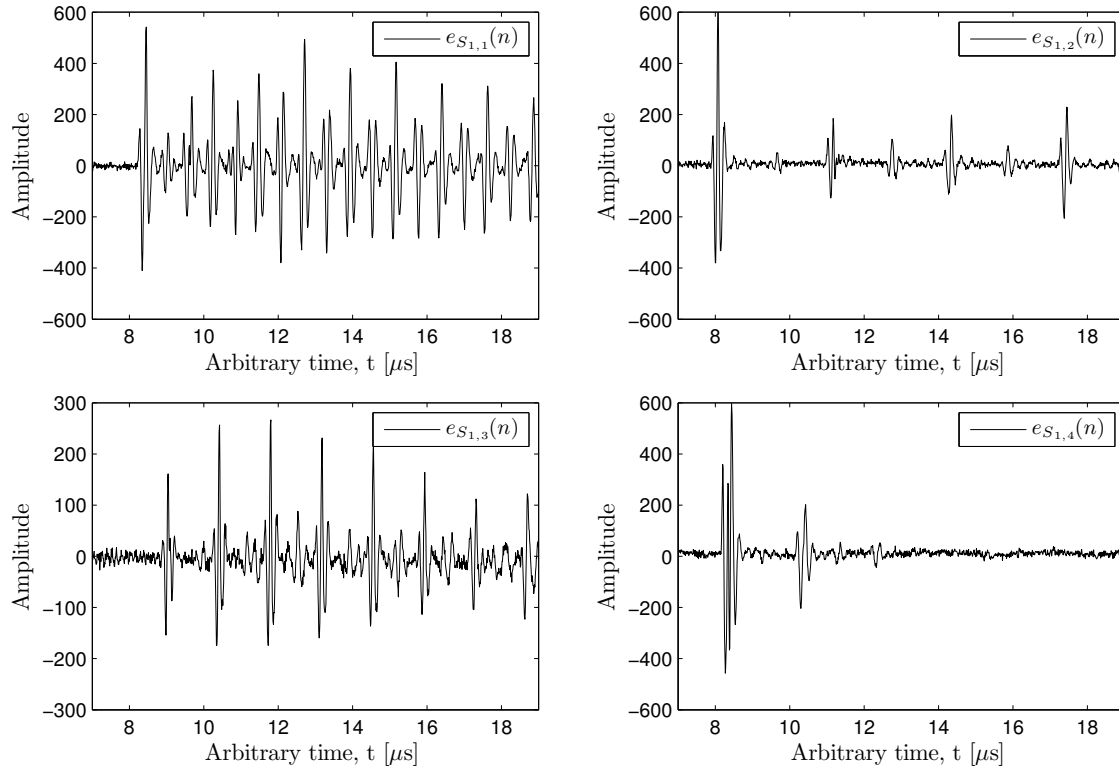 600
400
200
0
−200
−400
−600
Amplitude
8 10 12 14 16 18
Arbitrary time, t [μs]
e_{S_{1,1}}(n)
600
400
200
0
−200
−400
−600
Amplitude
8 10 12 14 16 18
Arbitrary time, t [μs]
e_{S_{1,2}}(n)
300
200
100
0
−100
−200
−300
Amplitude
8 10 12 14 16 18
Arbitrary time, t [μs]
e_{S_{1,3}}(n)
600
400
200
0
−200
−400
−600
Amplitude
8 10 12 14 16 18
Arbitrary time, t [μs]
e_{S_{1,4}}(n)